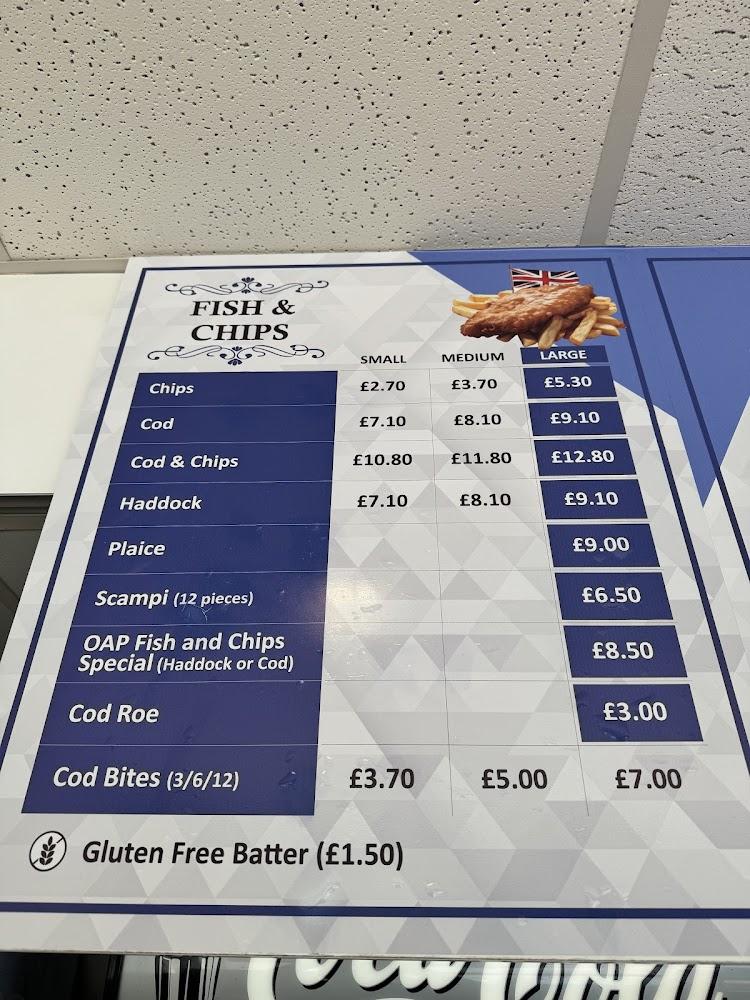 FISH &
CHIPS
SMALL MEDIUM LARGE
Chips £2.70 £3.70 £5.30
Cod £7.10 £8.10 £9.10
Cod & Chips £10.80 £11.80 £12.80
Haddock £7.10 £8.10 £9.10
Plaice £9.00
Scampi (12 pieces) £6.50
OAP Fish and Chips
Special (Haddock or Cod) £8.50
Cod Roe £3.00
Cod Bites (3/6/12) £3.70 £5.00 £7.00
Gluten Free Batter (£1.50)